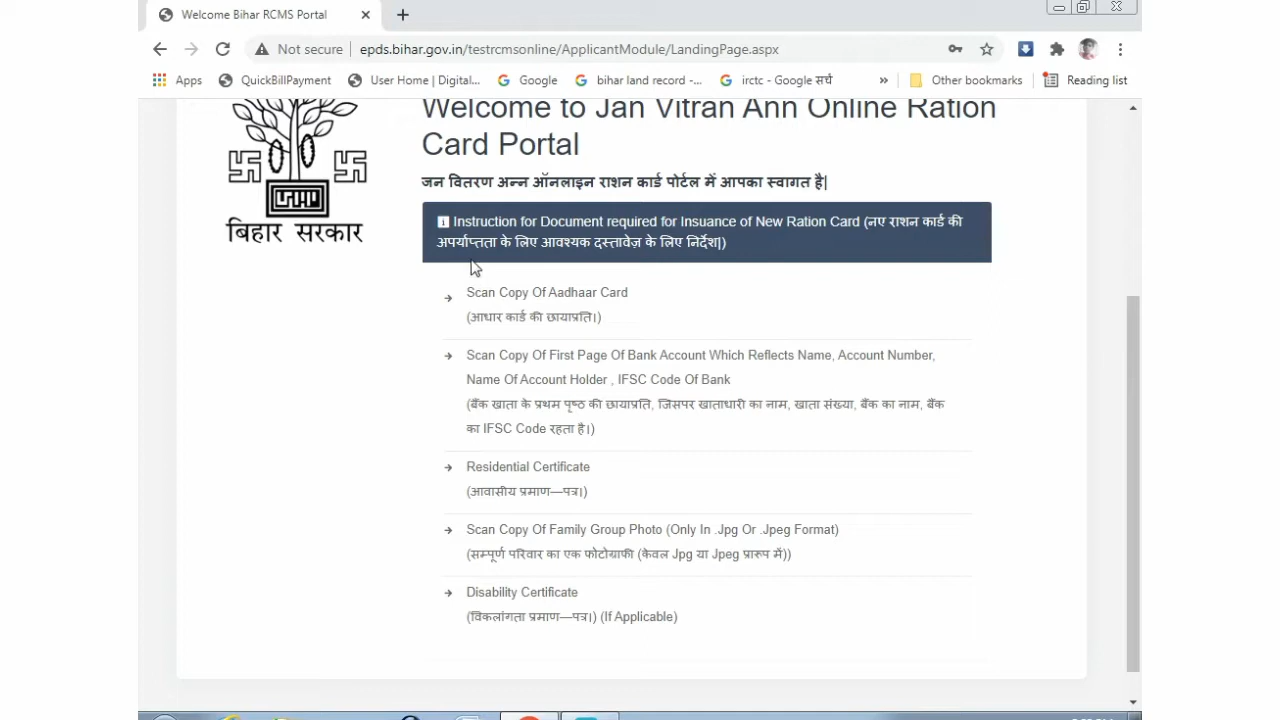 Welcome Bihar RCMS Portal
Not secure | epds.bihar.gov.in/testrcmsonline/ApplicantModule/LandingPage.aspx
Apps QuickBillPayment User Home | Digital... Google bihar land record -... irctc - Google सर्च » Other bookmarks Reading list
Welcome to Jan Vitran Ann Online Ration
Card Portal
जन वितरण अन्न ऑनलाइन राशन कार्ड पोर्टल में आपका स्वागत है|
बिहार सरकार
Instruction for Document required for Insuance of New Ration Card (नए राशन कार्ड की
अपर्याप्तता के लिए आवश्यक दस्तावेज़ के लिए निर्देश|)
Scan Copy Of Aadhaar Card
(आधार कार्ड की छायाप्रति।)
Scan Copy Of First Page Of Bank Account Which Reflects Name, Account Number,
Name Of Account Holder , IFSC Code Of Bank
(बैंक खाता के प्रथम पृष्ठ की छायाप्रति, जिसपर खाताधारी का नाम, खाता संख्या, बैंक का नाम, बैंक
का IFSC Code रहता है।)
Residential Certificate
(आवासीय प्रमाण—पत्र।)
Scan Copy Of Family Group Photo (Only In .Jpg Or .Jpeg Format)
(सम्पूर्ण परिवार का एक फोटोग्राफी (केवल Jpg या Jpeg प्रारूप में))
Disability Certificate
(विकलांगता प्रमाण—पत्र।) (If Applicable)